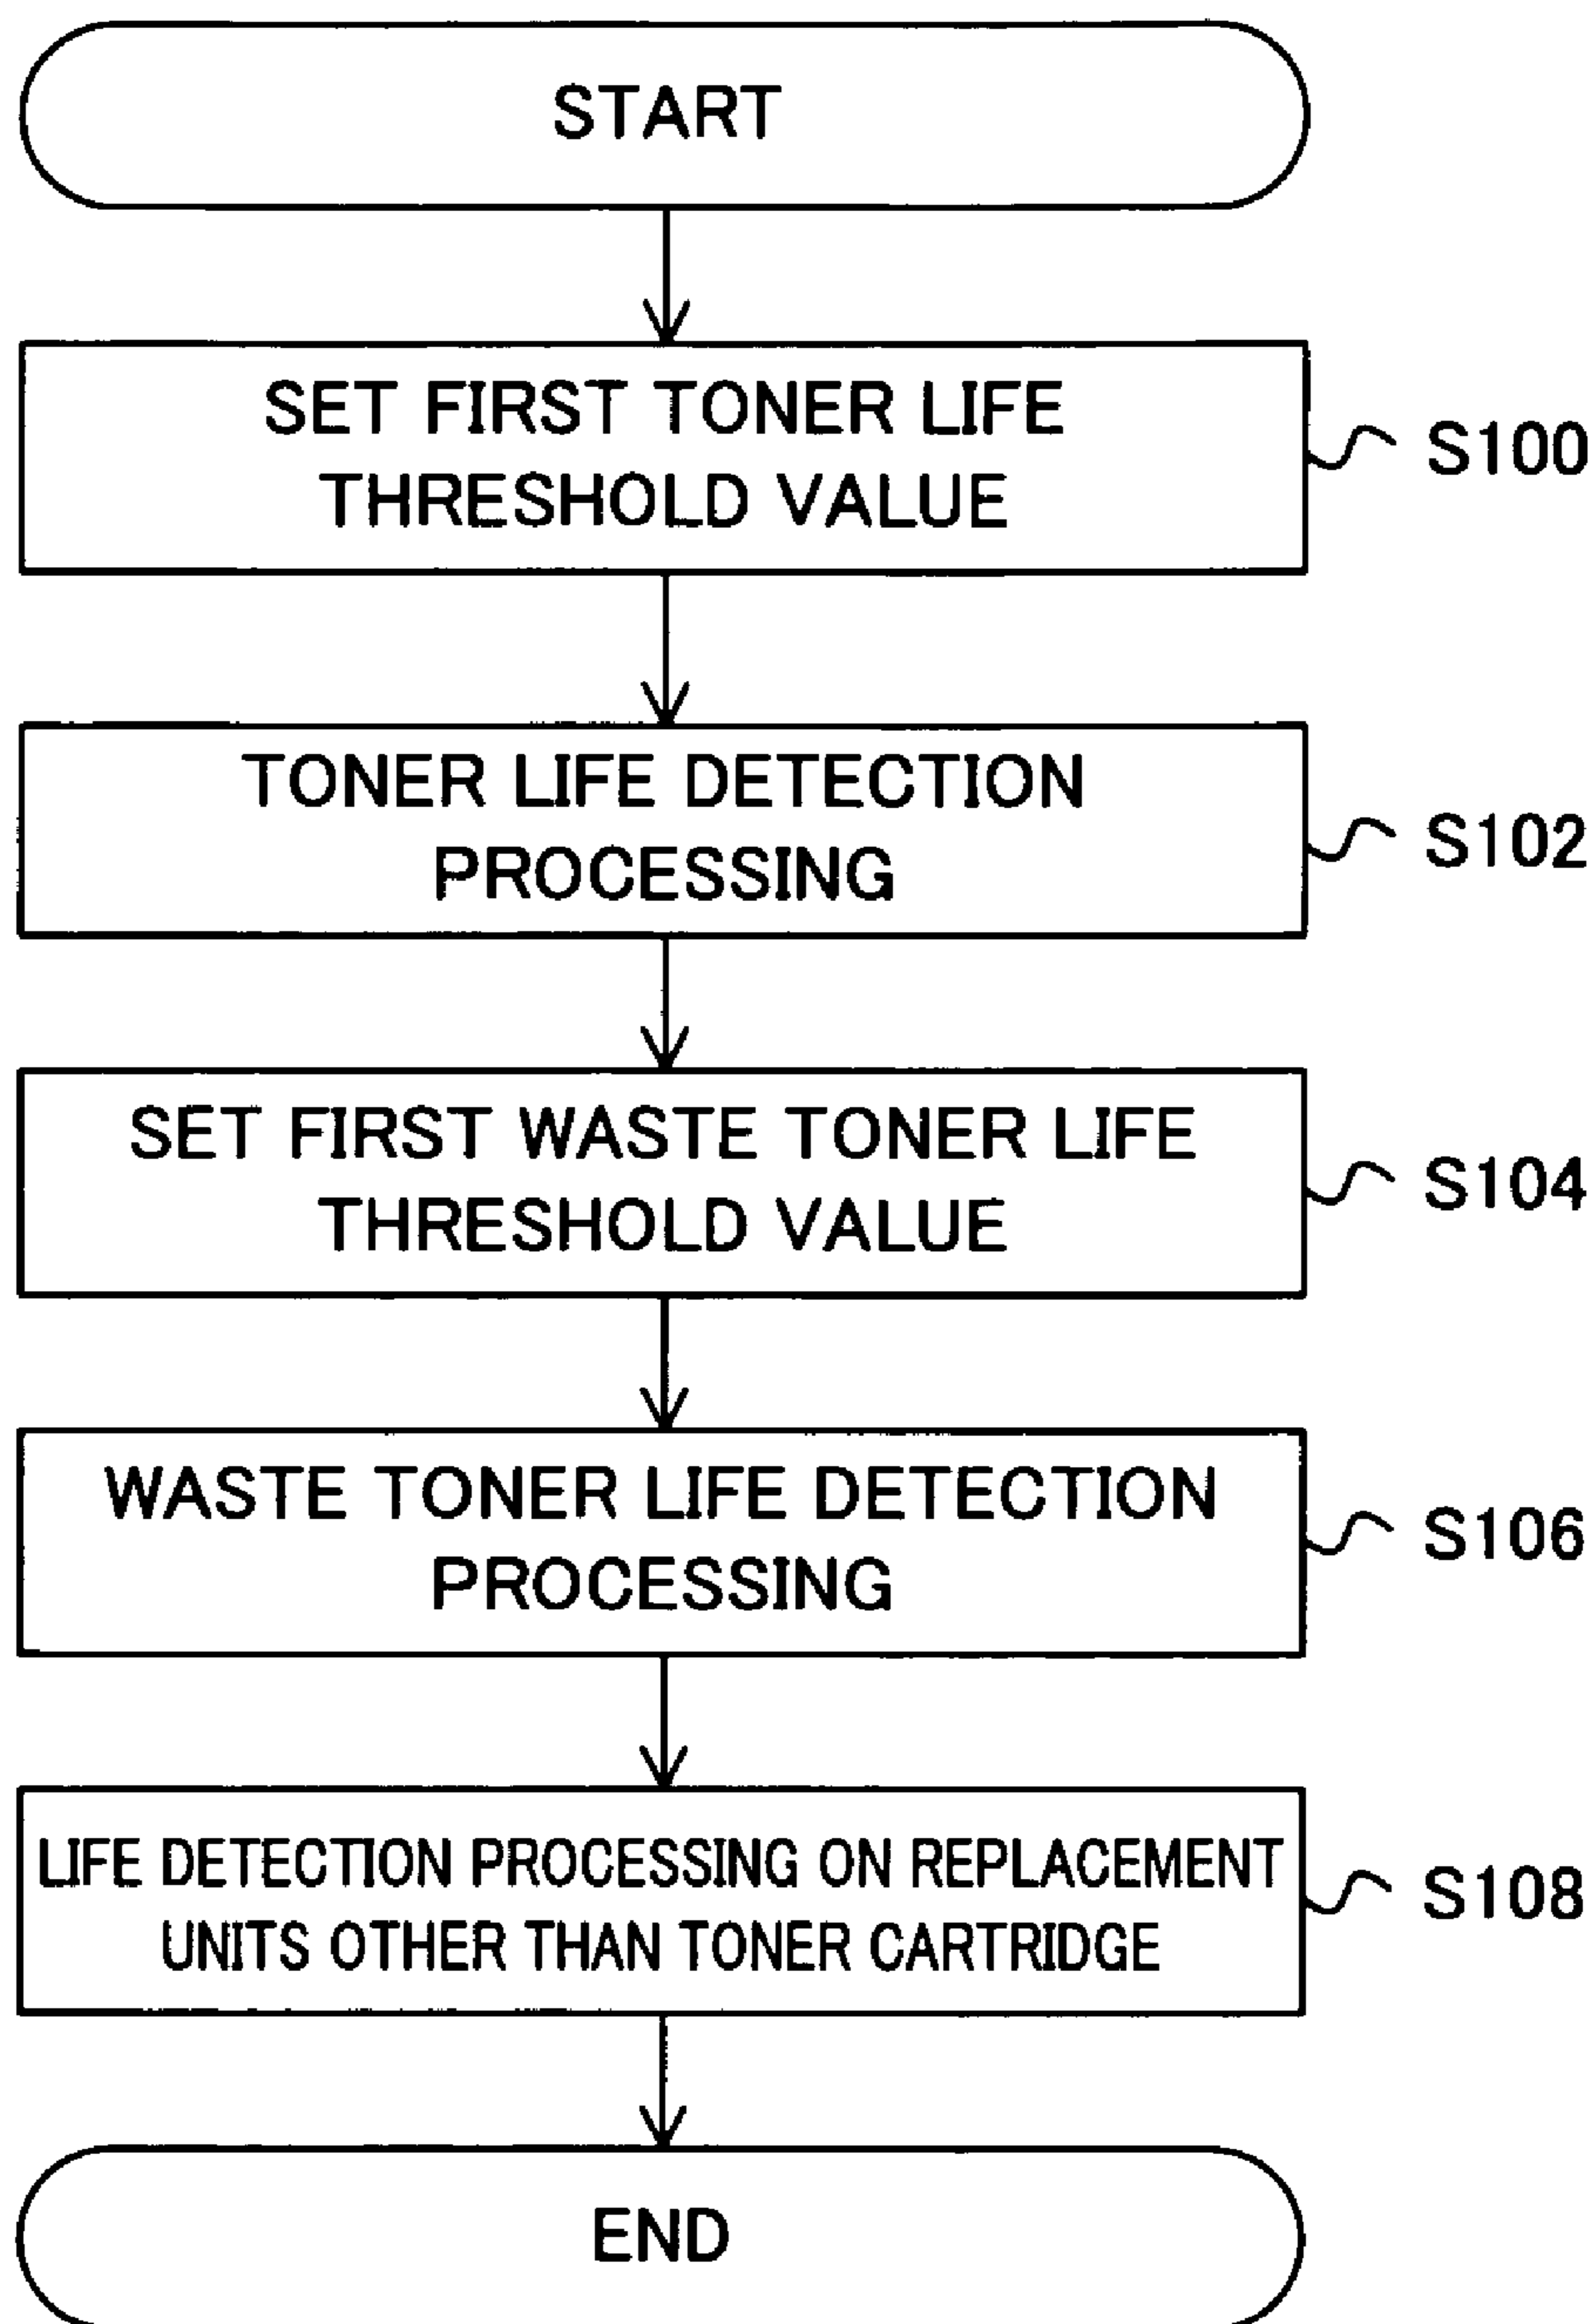 START
SET FIRST TONER LIFE
THRESHOLD VALUE
S100
TONER LIFE DETECTION
PROCESSING
S102
SET FIRST WASTE TONER LIFE
THRESHOLD VALUE
S104
WASTE TONER LIFE DETECTION
PROCESSING
S106
LIFE DETECTION PROCESSING ON REPLACEMENT
UNITS OTHER THAN TONER CARTRIDGE
S108
END